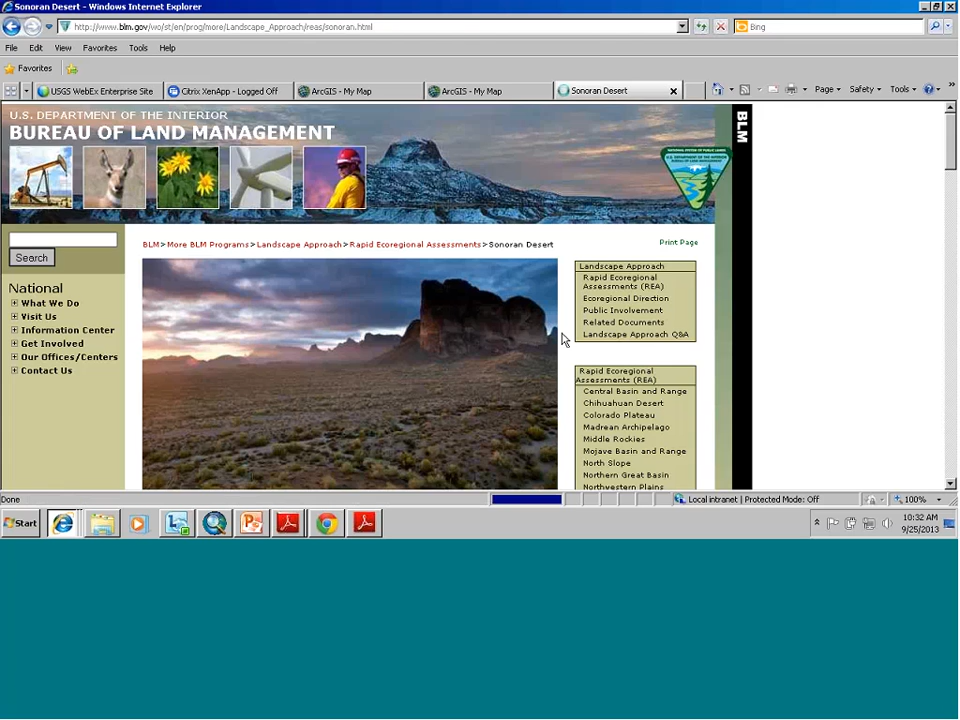 Sonoran Desert - Windows Internet Explorer
http://www.blm.gov/wo/st/en/prog/more/Landscape_Approach/reas/sonoran.html
Bing
File Edit View Favorites Tools Help
Favorites
USGS WebEx Enterprise Site
Citrix XenApp - Logged Off
ArcGIS - My Map
ArcGIS - My Map
Sonoran Desert
Page
Safety
Tools
U.S. DEPARTMENT OF THE INTERIOR
BUREAU OF LAND MANAGEMENT
BLM
Search
BLM>More BLM Programs>Landscape Approach>Rapid Ecoregional Assessments>Sonoran Desert
Print Page
National
What We Do
Visit Us
Information Center
Get Involved
Our Offices/Centers
Contact Us
Landscape Approach
Rapid Ecoregional
Assessments (REA)
Ecoregional Direction
Public Involvement
Related Documents
Landscape Approach Q&A
Rapid Ecoregional
Assessments (REA)
Central Basin and Range
Chihuahuan Desert
Colorado Plateau
Madrean Archipelago
Middle Rockies
Mojave Basin and Range
North Slope
Northern Great Basin
Northwestern Plains
Done
Local intranet | Protected Mode: Off
100%
Start
10:32 AM
9/25/2013